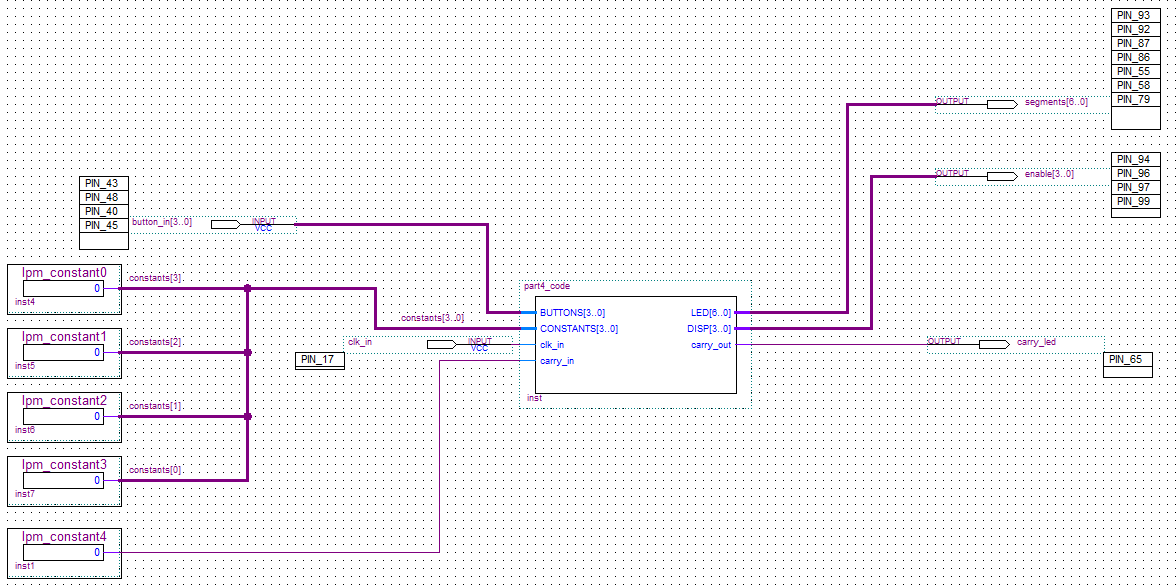 PIN_93
PIN_92
PIN_87
PIN_86
PIN_55
PIN_58
PIN_79
OUTPUT
segments[6..0]
PIN_94
PIN_96
PIN_97
PIN_99
OUTPUT
enable[3..0]
PIN_43
PIN_48
PIN_40
PIN_45
button_in[3..0]
INPUT
VCC
lpm_constant0
0
inst4
constants[3]
lpm_constant1
0
inst5
constants[2]
lpm_constant2
0
inst6
constants[1]
lpm_constant3
0
inst7
constants[0]
lpm_constant4
0
inst1
constants[3..0]
clk_in
INPUT
VCC
PIN_17
part4_code
BUTTONS[3..0]
CONSTANTS[3..0]
clk_in
carry_in
LED[6..0]
DISP[3..0]
carry_out
inst
OUTPUT
carry_led
PIN_65